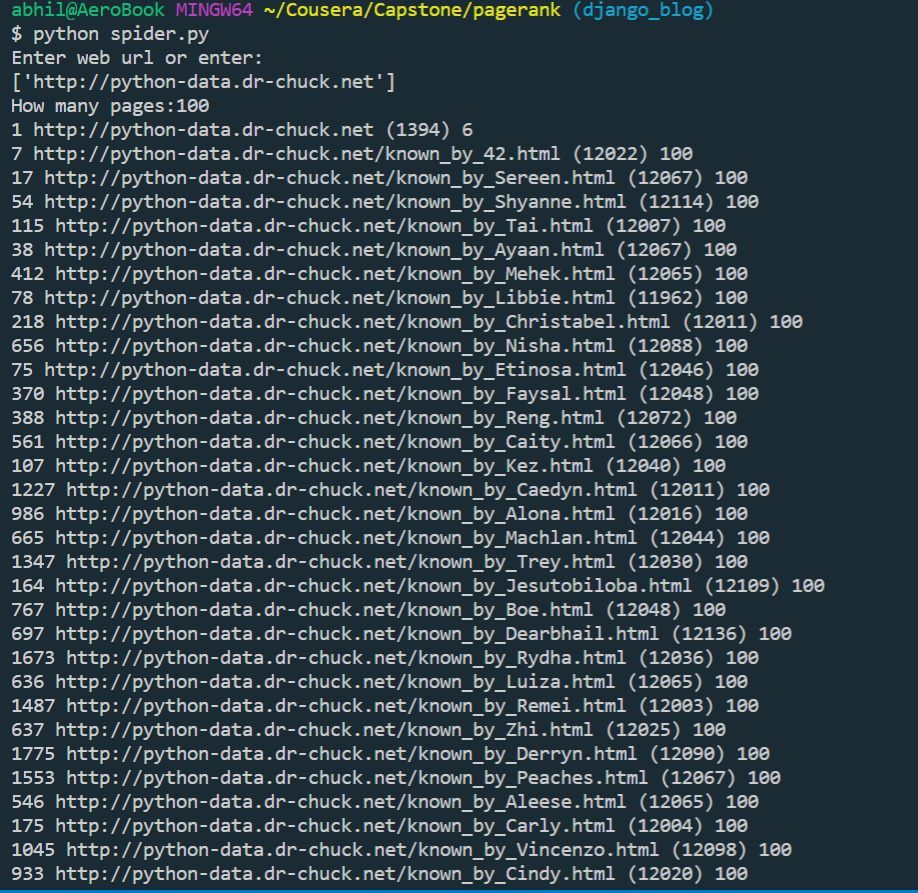 abhil@AeroBook MINGW64 ~/Cousera/Capstone/pagerank (django_blog)
$ python spider.py
Enter web url or enter:
['http://python-data.dr-chuck.net']
How many pages:100
1 http://python-data.dr-chuck.net (1394) 6
7 http://python-data.dr-chuck.net/known_by_42.html (12022) 100
17 http://python-data.dr-chuck.net/known_by_Sereen.html (12067) 100
54 http://python-data.dr-chuck.net/known_by_Shyanne.html (12114) 100
115 http://python-data.dr-chuck.net/known_by_Tai.html (12007) 100
38 http://python-data.dr-chuck.net/known_by_Ayaan.html (12067) 100
412 http://python-data.dr-chuck.net/known_by_Mehek.html (12065) 100
78 http://python-data.dr-chuck.net/known_by_Libbie.html (11962) 100
218 http://python-data.dr-chuck.net/known_by_Christabel.html (12011) 100
656 http://python-data.dr-chuck.net/known_by_Nisha.html (12088) 100
75 http://python-data.dr-chuck.net/known_by_Etinosa.html (12046) 100
370 http://python-data.dr-chuck.net/known_by_Faysal.html (12048) 100
388 http://python-data.dr-chuck.net/known_by_Reng.html (12072) 100
561 http://python-data.dr-chuck.net/known_by_Caity.html (12066) 100
107 http://python-data.dr-chuck.net/known_by_Kez.html (12040) 100
1227 http://python-data.dr-chuck.net/known_by_Caedyn.html (12011) 100
986 http://python-data.dr-chuck.net/known_by_Alona.html (12016) 100
665 http://python-data.dr-chuck.net/known_by_Machlan.html (12044) 100
1347 http://python-data.dr-chuck.net/known_by_Trey.html (12030) 100
164 http://python-data.dr-chuck.net/known_by_Jesutobiloba.html (12109) 100
767 http://python-data.dr-chuck.net/known_by_Boe.html (12048) 100
697 http://python-data.dr-chuck.net/known_by_Dearbhail.html (12136) 100
1673 http://python-data.dr-chuck.net/known_by_Rydha.html (12036) 100
636 http://python-data.dr-chuck.net/known_by_Luiza.html (12065) 100
1487 http://python-data.dr-chuck.net/known_by_Remei.html (12003) 100
637 http://python-data.dr-chuck.net/known_by_Zhi.html (12025) 100
1775 http://python-data.dr-chuck.net/known_by_Derryn.html (12090) 100
1553 http://python-data.dr-chuck.net/known_by_Peaches.html (12067) 100
546 http://python-data.dr-chuck.net/known_by_Aleese.html (12065) 100
175 http://python-data.dr-chuck.net/known_by_Carly.html (12004) 100
1045 http://python-data.dr-chuck.net/known_by_Vincenzo.html (12098) 100
933 http://python-data.dr-chuck.net/known_by_Cindy.html (12020) 100